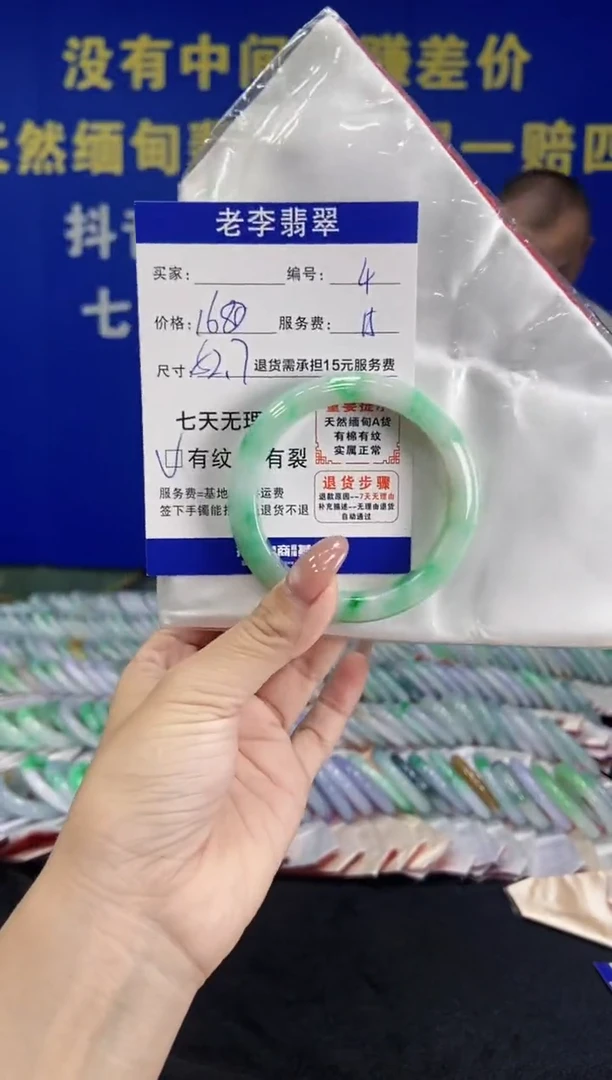 没有中间 赚差价
天然缅甸 一赔四
抖
七
老李翡翠
买家: 编号: 4
价格: 1680 服务费: 15
尺寸: 52.7 退货需承担15元服务费
七天无理
有纹 有裂
服务费=基地 运费
签下手镯能 退货不退
重要提示
天然缅甸A货
有棉有纹
实属正常
退货步骤
退款原因--7天无理由
补充描述--无理由退货
自动通过